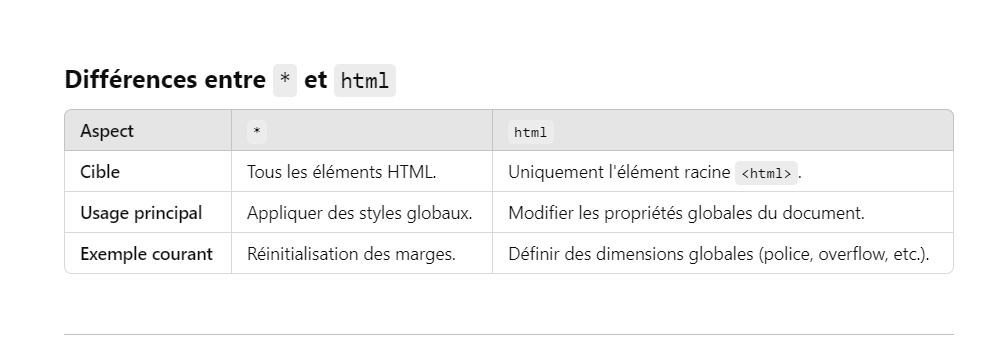 Différences entre * et html
Aspect * html
Cible Tous les éléments HTML. Uniquement l'élément racine <html>.
Usage principal Appliquer des styles globaux. Modifier les propriétés globales du document.
Exemple courant Réinitialisation des marges. Définir des dimensions globales (police, overflow, etc.).